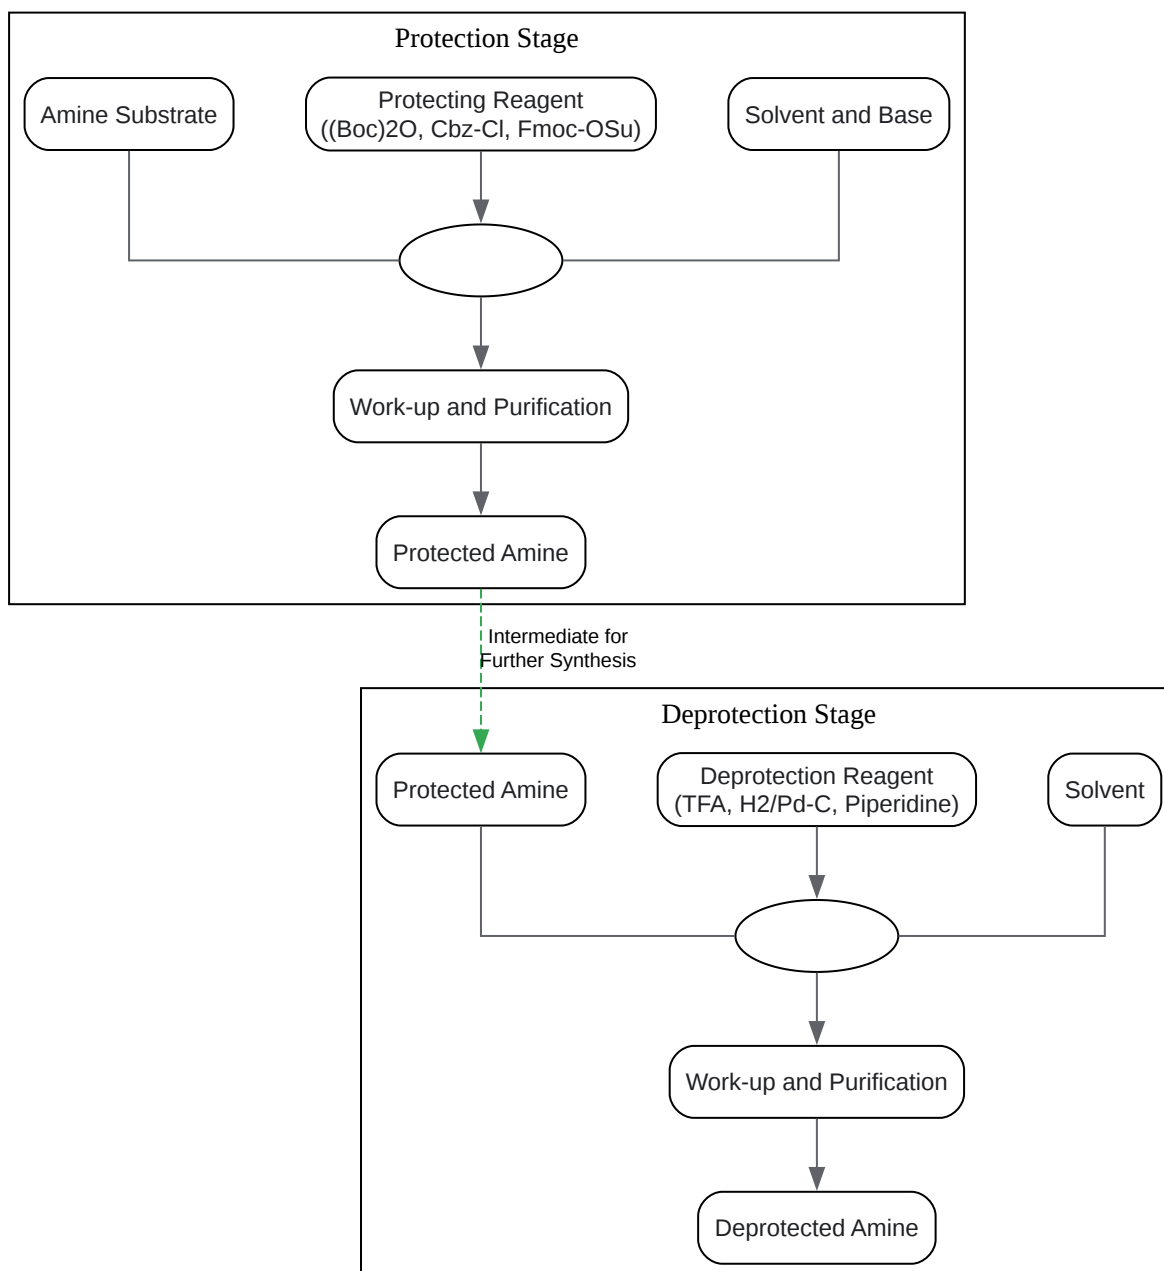 Protection Stage
Amine Substrate
Protecting Reagent
((Boc)2O, Cbz-Cl, Fmoc-OSu)
Solvent and Base
Work-up and Purification
Protected Amine
Intermediate for
Further Synthesis
Deprotection Stage
Protected Amine
Deprotection Reagent
(TFA, H2/Pd-C, Piperidine)
Solvent
Work-up and Purification
Deprotected Amine